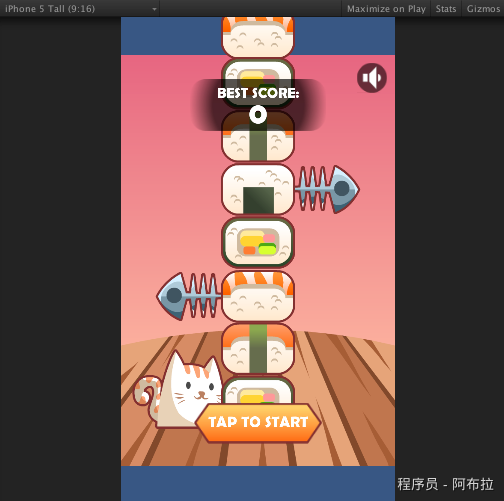 iPhone 5 Tall (9:16)
Maximize on Play
Stats
Gizmos
BEST SCORE:
0
TAP TO START
程序员 - 阿布拉